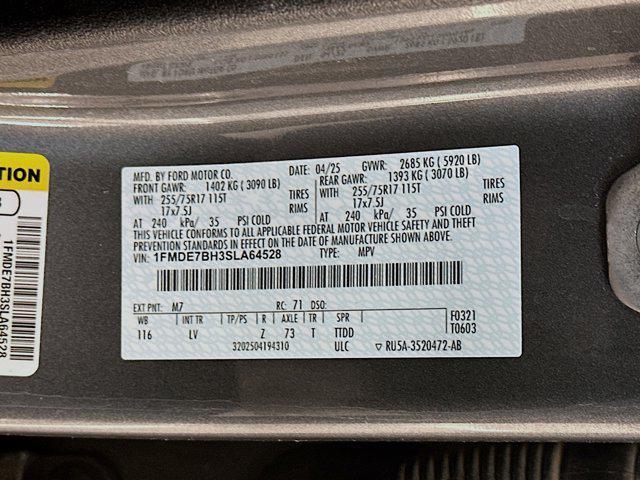 MFD. BY FORD MOTOR CO. DATE: 04/25 GVWR: 2685 KG ( 5920 LB)
FRONT GAWR: 1402 KG ( 3090 LB) REAR GAWR: 1393 KG ( 3070 LB)
WITH 255/75R17 115T TIRES WITH 255/75R17 115T TIRES
17x7.5J RIMS 17x7.5J RIMS
AT 240 kPa/ 35 PSI COLD AT 240 kPa/ 35 PSI COLD
THIS VEHICLE CONFORMS TO ALL APPLICABLE FEDERAL MOTOR VEHICLE SAFETY AND THEFT
PREVENTION STANDARDS IN EFFECT ON THE DATE OF MANUFACTURE SHOWN ABOVE.
VIN: 1FMDE7BH3SLA64528 TYPE: MPV
EXT PNT: M7 RC: 71 DSO: F0321
WB INT TR TP/PS R AXLE TR SPR T0603
116 LV Z 73 T TTDD
3202504194310 ULC RU5A-3520472-AB
1FMDE7BH3SLA64528